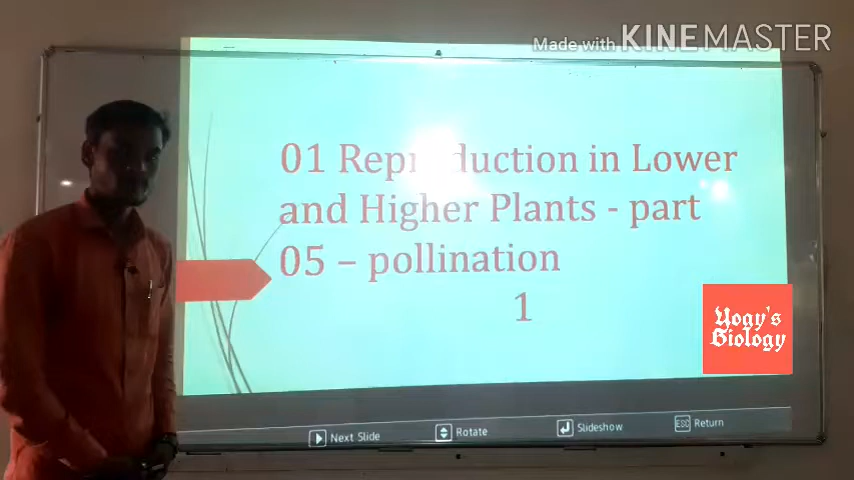 Made with KINEMASTER
01 Reproduction in Lower
and Higher Plants - part
05 – pollination
1
Yogy's
Biology
Next Slide
Rotate
Slideshow
ESC Return